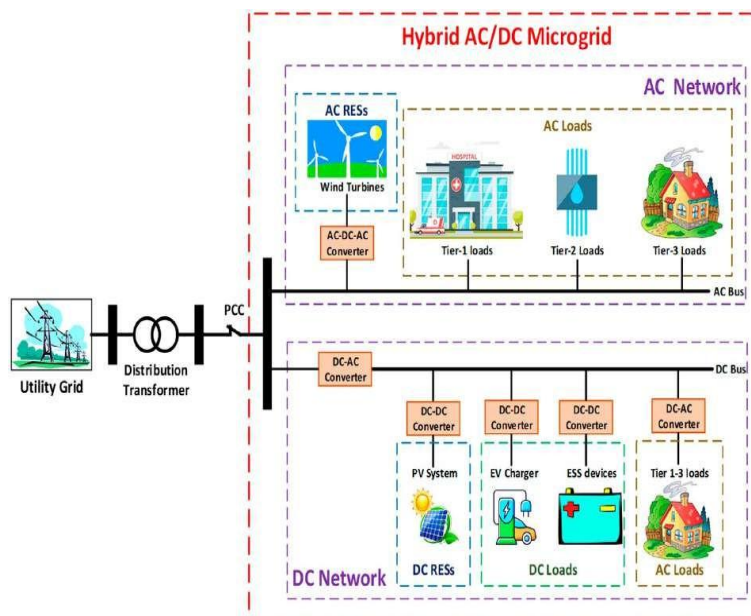 Hybrid AC/DC Microgrid
AC Network
AC RESs
AC Loads
HOSPITAL
Wind Turbines
AC-DC-AC
Converter
Tier-1 loads
Tier-2 Loads
Tier-3 Loads
AC Bus
PCC
Utility Grid
Distribution
Transformer
DC-AC
Converter
DC Bus
DC-DC
Converter
DC-DC
Converter
DC-DC
Converter
DC-AC
Converter
PV System
EV Charger
ESS devices
Tier 1-3 loads
DC RESs
DC Loads
AC Loads
DC Network